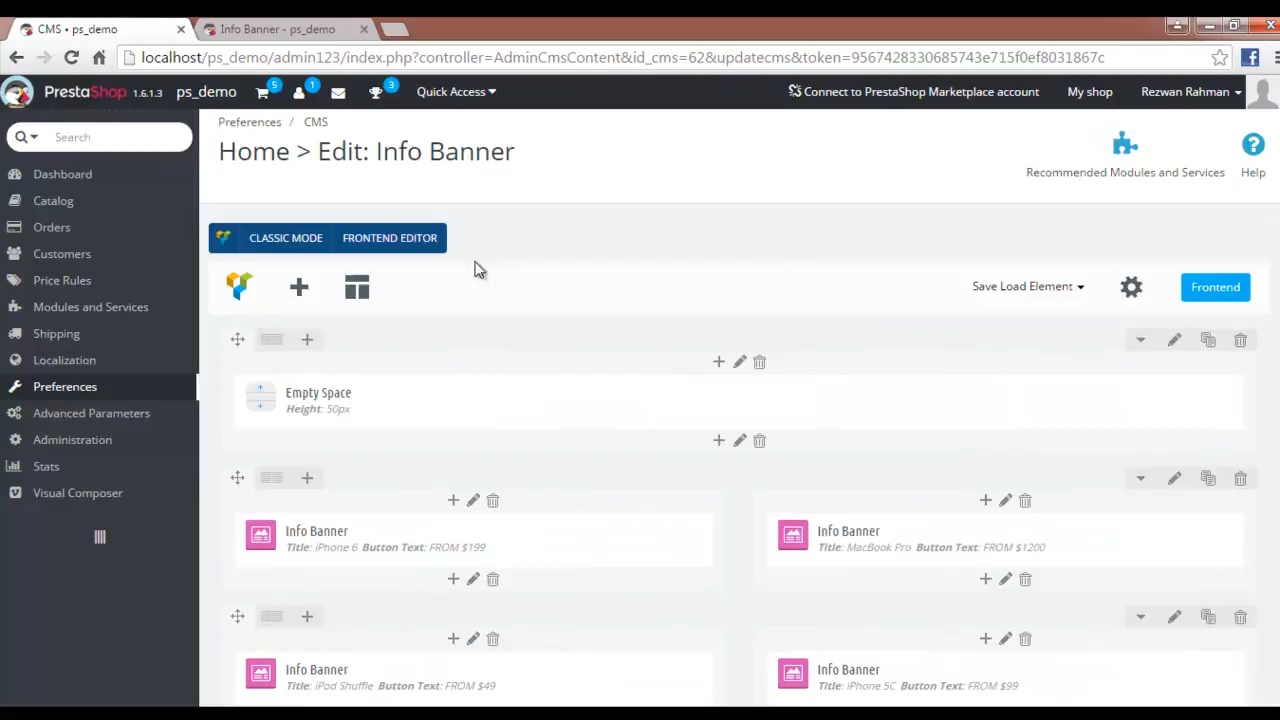 CMS • ps_demo
Info Banner - ps_demo
localhost/ps_demo/admin123/index.php?controller=AdminCmsContent&id_cms=62&updatecms&token=9567428330685743e715f0ef8031867c
PrestaShop 1.6.1.3 ps_demo 5 1 3 Quick Access Connect to PrestaShop Marketplace account My shop Rezwan Rahman
Search
Dashboard
Catalog
Orders
Customers
Price Rules
Modules and Services
Shipping
Localization
Preferences
Advanced Parameters
Administration
Stats
Visual Composer
Preferences / CMS
Home > Edit: Info Banner
Recommended Modules and Services
Help
CLASSIC MODE FRONTEND EDITOR
Save Load Element
Frontend
Empty Space
Height: 50px
Info Banner
Title: iPhone 6 Button Text: FROM $199
Info Banner
Title: MacBook Pro Button Text: FROM $1200
Info Banner
Title: iPod Shuffle Button Text: FROM $49
Info Banner
Title: iPhone 5C Button Text: FROM $99